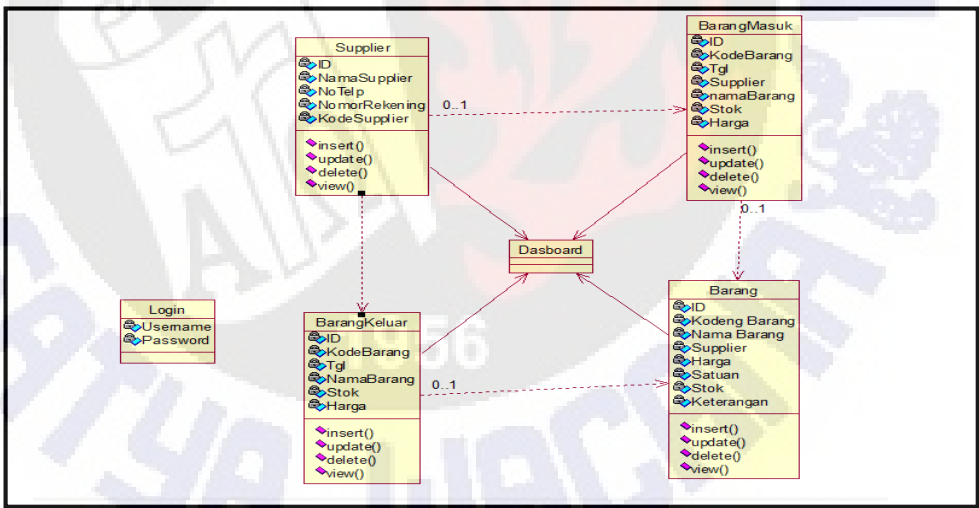 Supplier
ID
NamaSupplier
NoTelp
NomorRekening
KodeSupplier
insert()
update()
delete()
view()
0..1
BarangMasuk
ID
KodeBarang
Tgl
Supplier
namaBarang
Stok
Harga
insert()
update()
delete()
view()
0..1
Dasboard
Login
Username
Password
BarangKeluar
ID
KodeBarang
Tgl
NamaBarang
Stok
Harga
insert()
update()
delete()
view()
0..1
Barang
ID
Kodeng Barang
Nama Barang
Supplier
Harga
Satuan
Stok
Keterangan
insert()
update()
delete()
view()
1956
WACANA